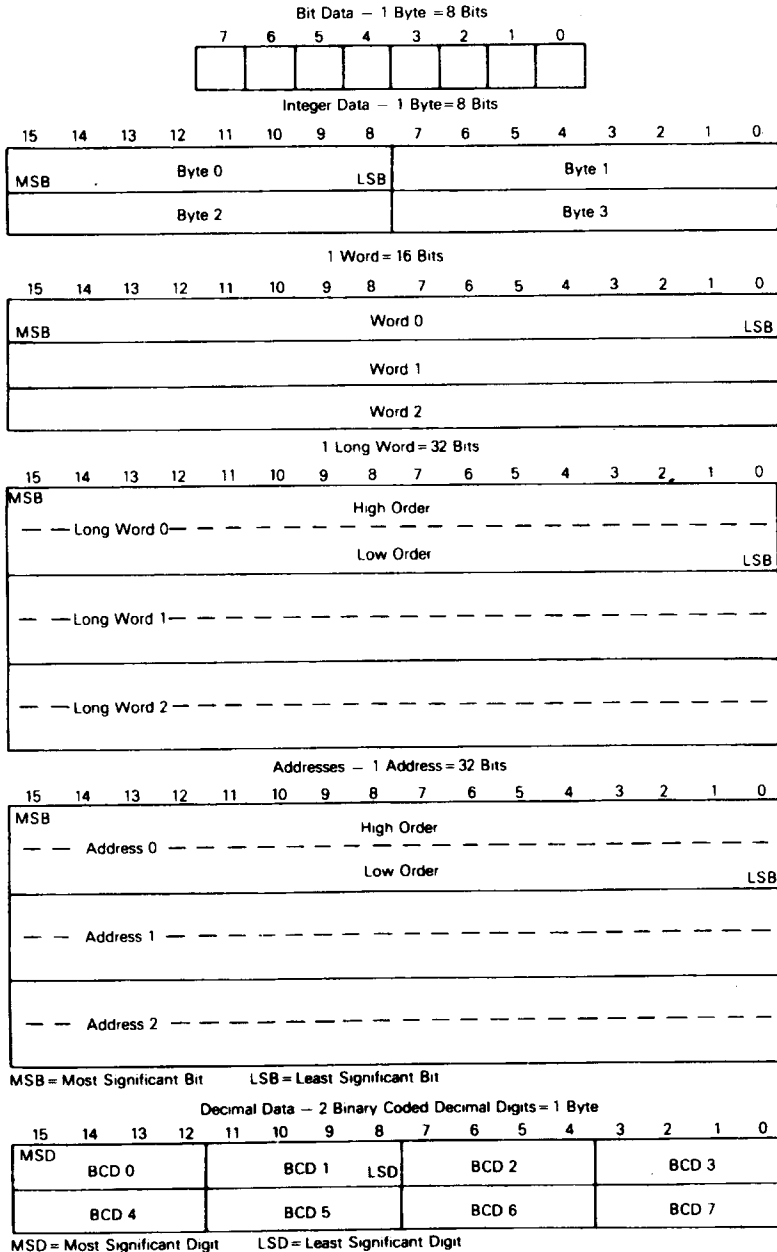 Bit Data — 1 Byte = 8 Bits
7 6 5 4 3 2 1 0
Integer Data — 1 Byte = 8 Bits
15 14 13 12 11 10 9 8 7 6 5 4 3 2 1 0
MSB Byte 0 LSB Byte 1
Byte 2 Byte 3
1 Word = 16 Bits
15 14 13 12 11 10 9 8 7 6 5 4 3 2 1 0
MSB Word 0 LSB
Word 1
Word 2
1 Long Word = 32 Bits
15 14 13 12 11 10 9 8 7 6 5 4 3 2 1 0
MSB High Order
Long Word 0
Low Order LSB
Long Word 1
Long Word 2
Addresses — 1 Address = 32 Bits
15 14 13 12 11 10 9 8 7 6 5 4 3 2 1 0
MSB High Order
Address 0
Low Order LSB
Address 1
Address 2
MSB = Most Significant Bit LSB = Least Significant Bit
Decimal Data — 2 Binary Coded Decimal Digits = 1 Byte
15 14 13 12 11 10 9 8 7 6 5 4 3 2 1 0
MSD BCD 0 BCD 1 LSD BCD 2 BCD 3
BCD 4 BCD 5 BCD 6 BCD 7
MSD = Most Significant Digit LSD = Least Significant Digit